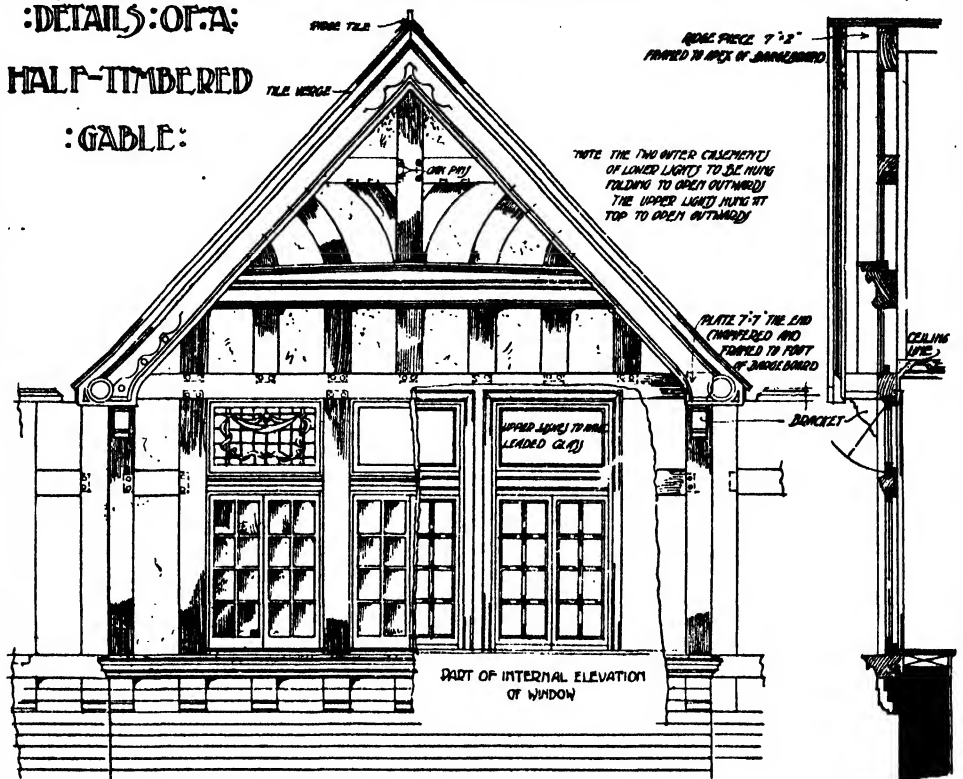 :DETAILS:OF:A:
HALF-TIMBERED
:GABLE:
RIDGE TILE
TILE VERGE
OAK PINS
RIDGE PIECE 7"×2"
FRAMED TO APEX OF BARGEBOARD
NOTE THE TWO OUTER CASEMENTS
OF LOWER LIGHTS TO BE HUNG
FOLDING TO OPEN OUTWARDS
THE UPPER LIGHTS HUNG AT
TOP TO OPEN OUTWARDS
PLATE 7"×7" THE END
CHAMFERED AND
FRAMED TO FOOT
OF BARGEBOARD
CEILING
LINE
BRACKET
UPPER LIGHTS TO HAVE
LEADED GLASS
PART OF INTERNAL ELEVATION
OF WINDOW